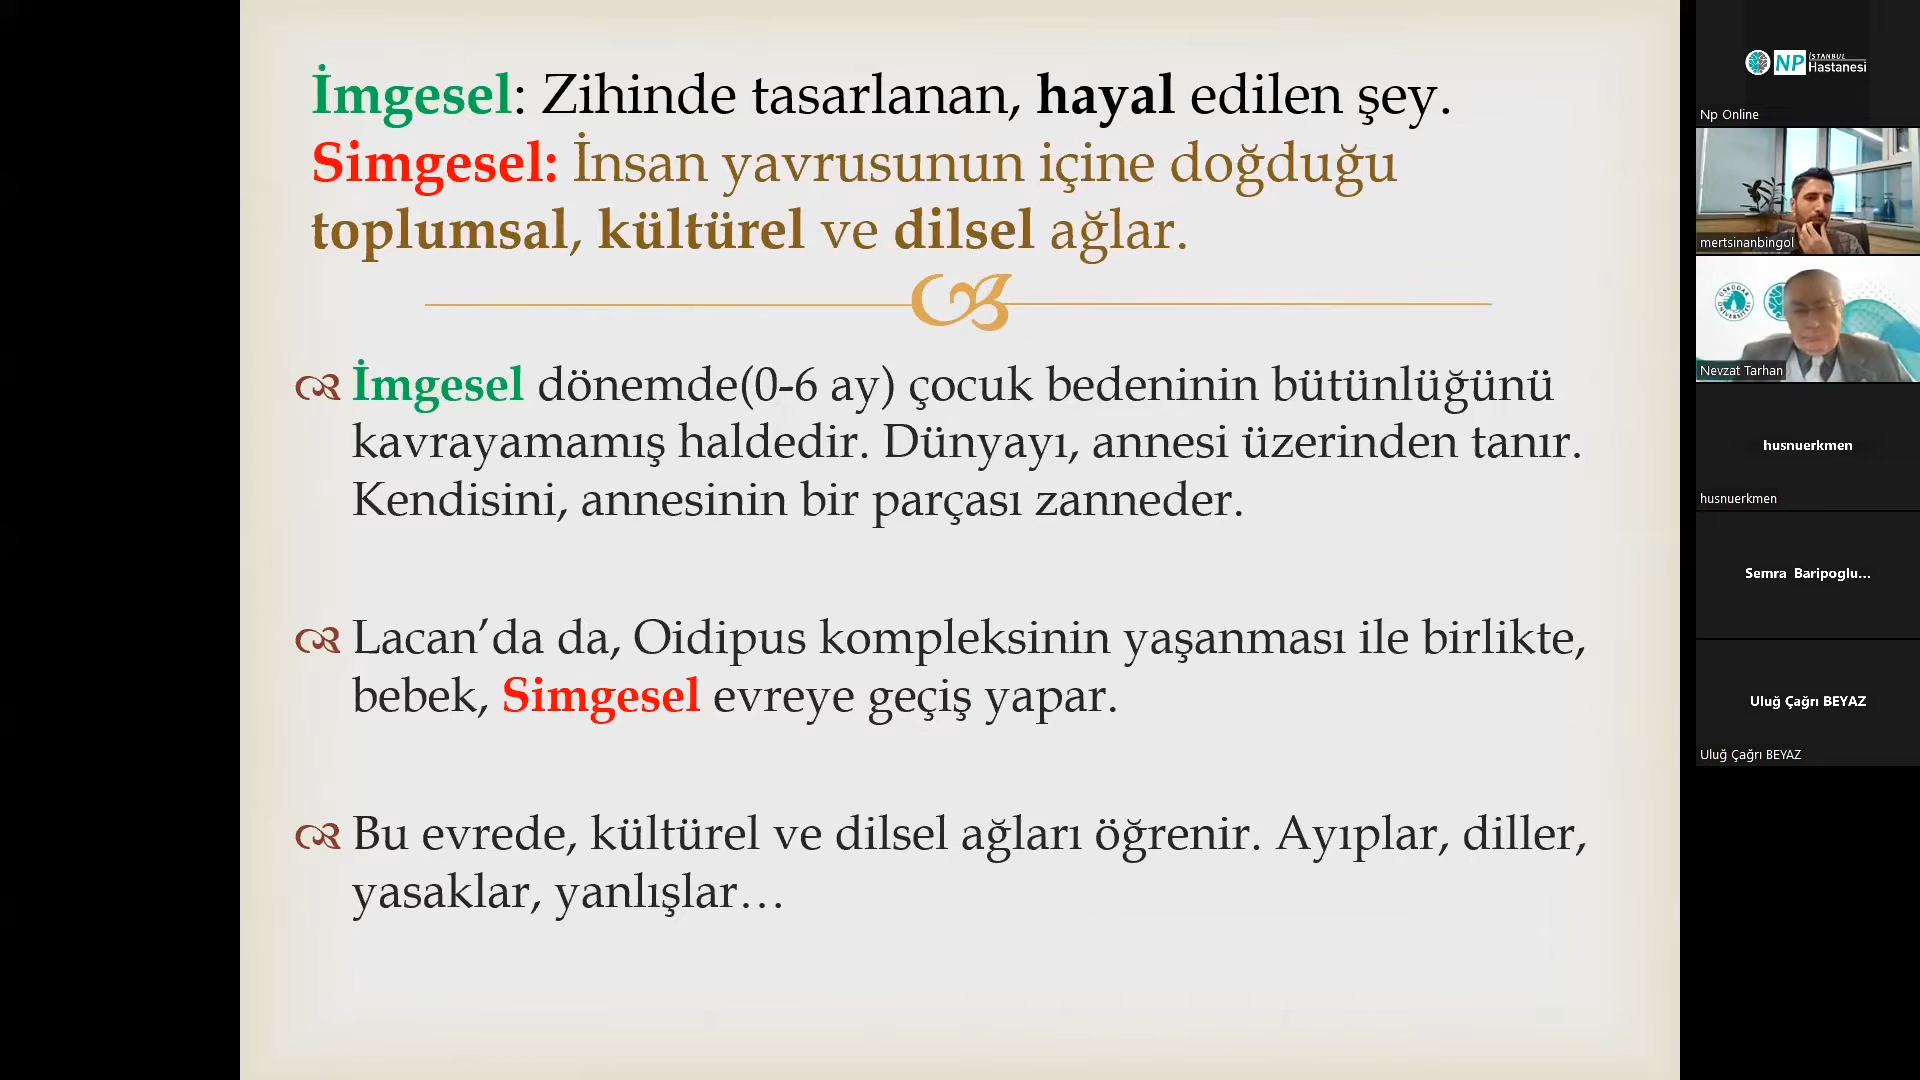 İmgesel: Zihinde tasarlanan, hayal edilen şey.
Simgesel: İnsan yavrusunun içine doğduğu
toplumsal, kültürel ve dilsel ağlar.
İmgesel dönemde(0-6 ay) çocuk bedeninin bütünlüğünü
kavrayamamış haldedir. Dünyayı, annesi üzerinden tanır.
Kendisini, annesinin bir parçası zanneder.
Lacan’da da, Oidipus kompleksinin yaşanması ile birlikte,
bebek, Simgesel evreye geçiş yapar.
Bu evrede, kültürel ve dilsel ağları öğrenir. Ayıplar, diller,
yasaklar, yanlışlar…
NP İSTANBUL Hastanesi
Np Online
mertsinanbingol
ÜSKÜDAR ÜNİVERSİTESİ
Nevzat Tarhan
husnuerkmen
husnuerkmen
Semra Baripoglu...
Uluğ Çağrı BEYAZ
Uluğ Çağrı BEYAZ